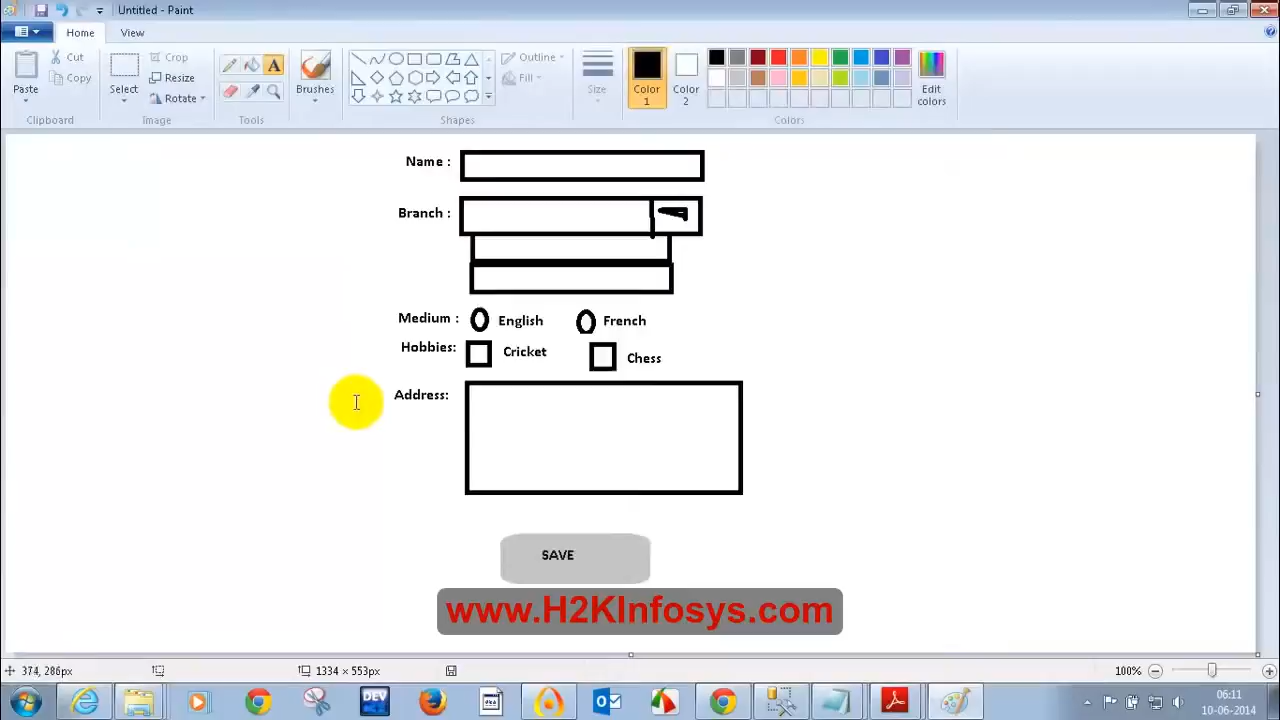 Untitled - Paint
Home View
Paste
Cut
Copy
Clipboard
Select
Crop
Resize
Rotate
Image
A
Tools
Brushes
Outline
Fill
Shapes
Size
Color 1
Color 2
Edit colors
Colors
Name :
Branch :
Medium : English French
Hobbies: Cricket Chess
Address:
SAVE
www.H2KInfosys.com
374, 286px 1334 × 553px 100%
DEV
06:11
10-06-2014